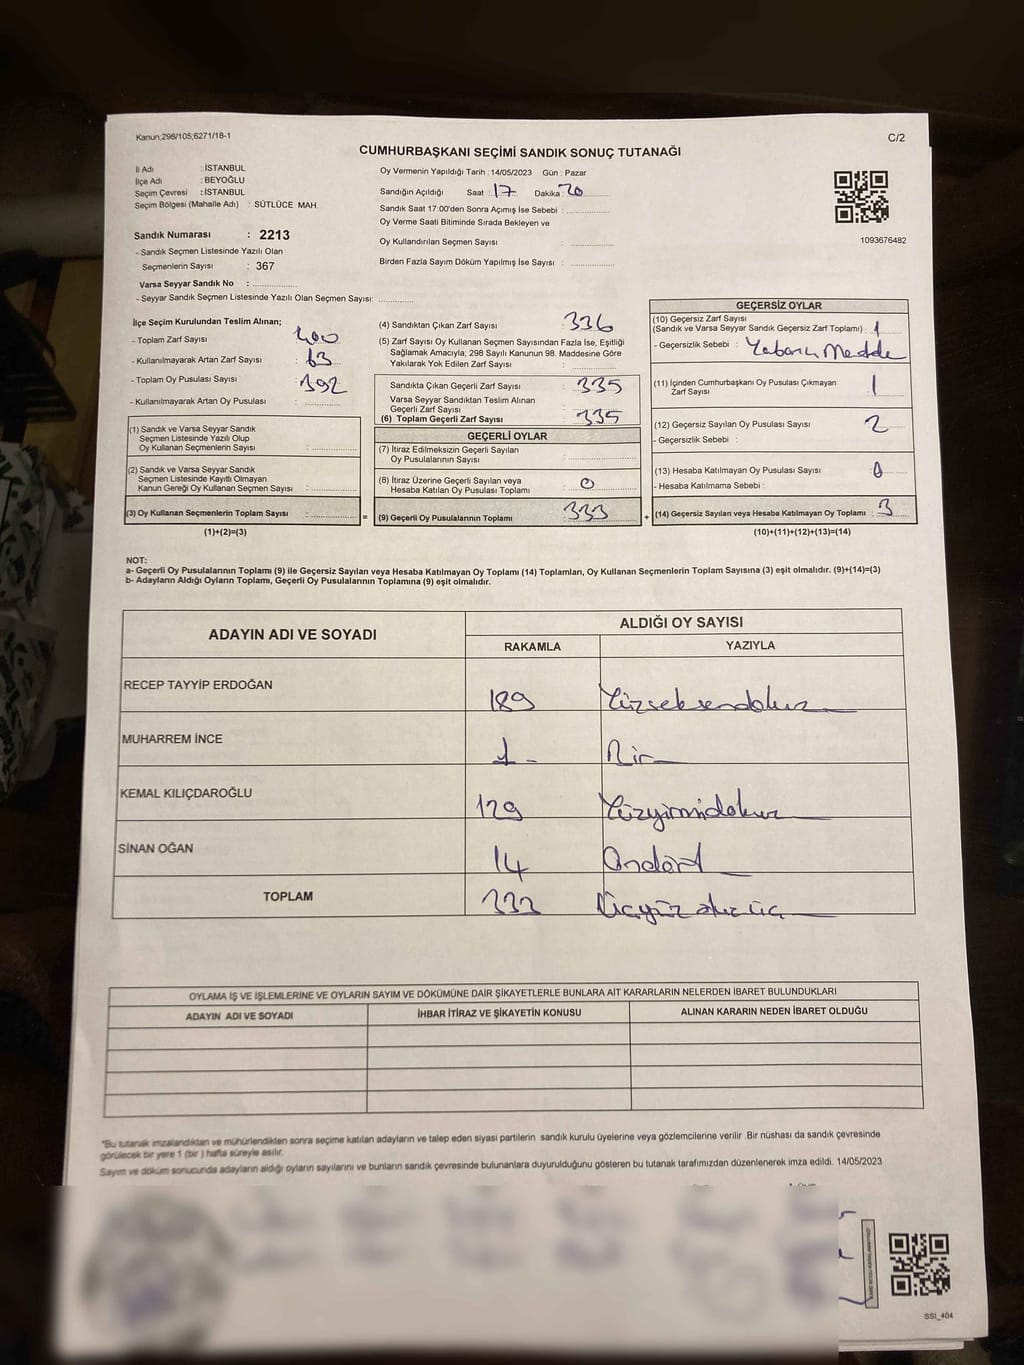 Kanun;298/105;6271/18-1
C/2
CUMHURBAŞKANI SEÇİMİ SANDIK SONUÇ TUTANAĞI
İl Adı : İSTANBUL
İlçe Adı : BEYOĞLU
Seçim Çevresi : İSTANBUL
Seçim Bölgesi (Mahalle Adı) : SÜTLÜCE MAH.
Sandık Numarası : 2213
- Sandık Seçmen Listesinde Yazılı Olan
Seçmenlerin Sayısı : 367
Varsa Seyyar Sandık No :
- Seyyar Sandık Seçmen Listesinde Yazılı Olan Seçmen Sayısı:
Oy Vermenin Yapıldığı Tarih :14/05/2023 Gün : Pazar
Sandığın Açıldığı Saat : 17 Dakika 20
Sandık Saat 17:00'den Sonra Açımış İse Sebebi :
Oy Verme Saati Bitiminde Sırada Bekleyen ve
Oy Kullandırılan Seçmen Sayısı :
Birden Fazla Sayım Döküm Yapılmış İse Sayısı :
1093676482
İlçe Seçim Kurulundan Teslim Alınan;
- Toplam Zarf Sayısı : 400
- Kullanılmayarak Artan Zarf Sayısı : 63
- Toplam Oy Pusulası Sayısı : 392
- Kullanılmayarak Artan Oy Pusulası :
(1) Sandık ve Varsa Seyyar Sandık
Seçmen Listesinde Yazılı Olup
Oy Kullanan Seçmenlerin Sayısı :
(2) Sandık ve Varsa Seyyar Sandık
Seçmen Listesinde Kayıtlı Olmayan
Kanun Gereği Oy Kullanan Seçmen Sayısı :
(3) Oy Kullanan Seçmenlerin Toplam Sayısı :
(1)+(2)=(3)
=
(4) Sandıktan Çıkan Zarf Sayısı : 336
(5) Zarf Sayısı Oy Kullanan Seçmen Sayısından Fazla İse, Eşitliği
Sağlamak Amacıyla; 298 Sayılı Kanunun 98. Maddesine Göre
Yakılarak Yok Edilen Zarf Sayısı :
Sandıkta Çıkan Geçerli Zarf Sayısı : 335
Varsa Seyyar Sandıktan Teslim Alınan
Geçerli Zarf Sayısı :
(6) Toplam Geçerli Zarf Sayısı : 335
GEÇERLİ OYLAR
(7) İtiraz Edilmeksizin Geçerli Sayılan
Oy Pusulalarının Sayısı :
(8) İtiraz Üzerine Geçerli Sayılan veya
Hesaba Katılan Oy Pusulası Toplamı : 0
(9) Geçerli Oy Pusulalarının Toplamı : 333
+
GEÇERSİZ OYLAR
(10) Geçersiz Zarf Sayısı
(Sandık ve Varsa Seyyar Sandık Geçersiz Zarf Toplamı) : 1
- Geçersizlik Sebebi : Yabancı Madde
(11) İçinden Cumhurbaşkanı Oy Pusulası Çıkmayan
Zarf Sayısı : 1
(12) Geçersiz Sayılan Oy Pusulası Sayısı : 2
- Geçersizlik Sebebi :
(13) Hesaba Katılmayan Oy Pusulası Sayısı : 0
- Hesaba Katılmama Sebebi :
(14) Geçersiz Sayılan veya Hesaba Katılmayan Oy Toplamı : 3
(10)+(11)+(12)+(13)=(14)
NOT:
a- Geçerli Oy Pusulalarının Toplamı (9) ile Geçersiz Sayılan veya Hesaba Katılmayan Oy Toplamı (14) Toplamları, Oy Kullanan Seçmenlerin Toplam Sayısına (3) eşit olmalıdır. (9)+(14)=(3)
b- Adayların Aldığı Oyların Toplamı, Geçerli Oy Pusulalarının Toplamına (9) eşit olmalıdır.
ADAYIN ADI VE SOYADI ALDIĞI OY SAYISI
RAKAMLA YAZIYLA
RECEP TAYYİP ERDOĞAN 189 Yüzseksendokuz
MUHARREM İNCE 1 Bir
KEMAL KILIÇDAROĞLU 129 Yüzyirmidokuz
SİNAN OĞAN 14 Ondört
TOPLAM 333 Üçyüz otuz üç
OYLAMA İŞ VE İŞLEMLERİNE VE OYLARIN SAYIM VE DÖKÜMÜNE DAİR ŞİKAYETLERLE BUNLARA AİT KARARLARIN NELERDEN İBARET BULUNDUKLARI
ADAYIN ADI VE SOYADI İHBAR İTİRAZ VE ŞİKAYETİN KONUSU ALINAN KARARIN NEDEN İBARET OLDUĞU
*Bu tutanak imzalandıktan ve mühürlendikten sonra seçime katılan adayların ve talep eden siyasi partilerin sandık kurulu üyelerine veya gözlemcilerine verilir .Bir nüshası da sandık çevresinde
görülecek bir yere 1 (bir ) hafta süreyle asılır.
Sayım ve döküm sonucunda adayların aldığı oyların sayılarını ve bunların sandık çevresinde bulunanlara duyurulduğunu gösteren bu tutanak tarafımızdan düzenlenerek imza edildi. 14/05/2023
SSI_404